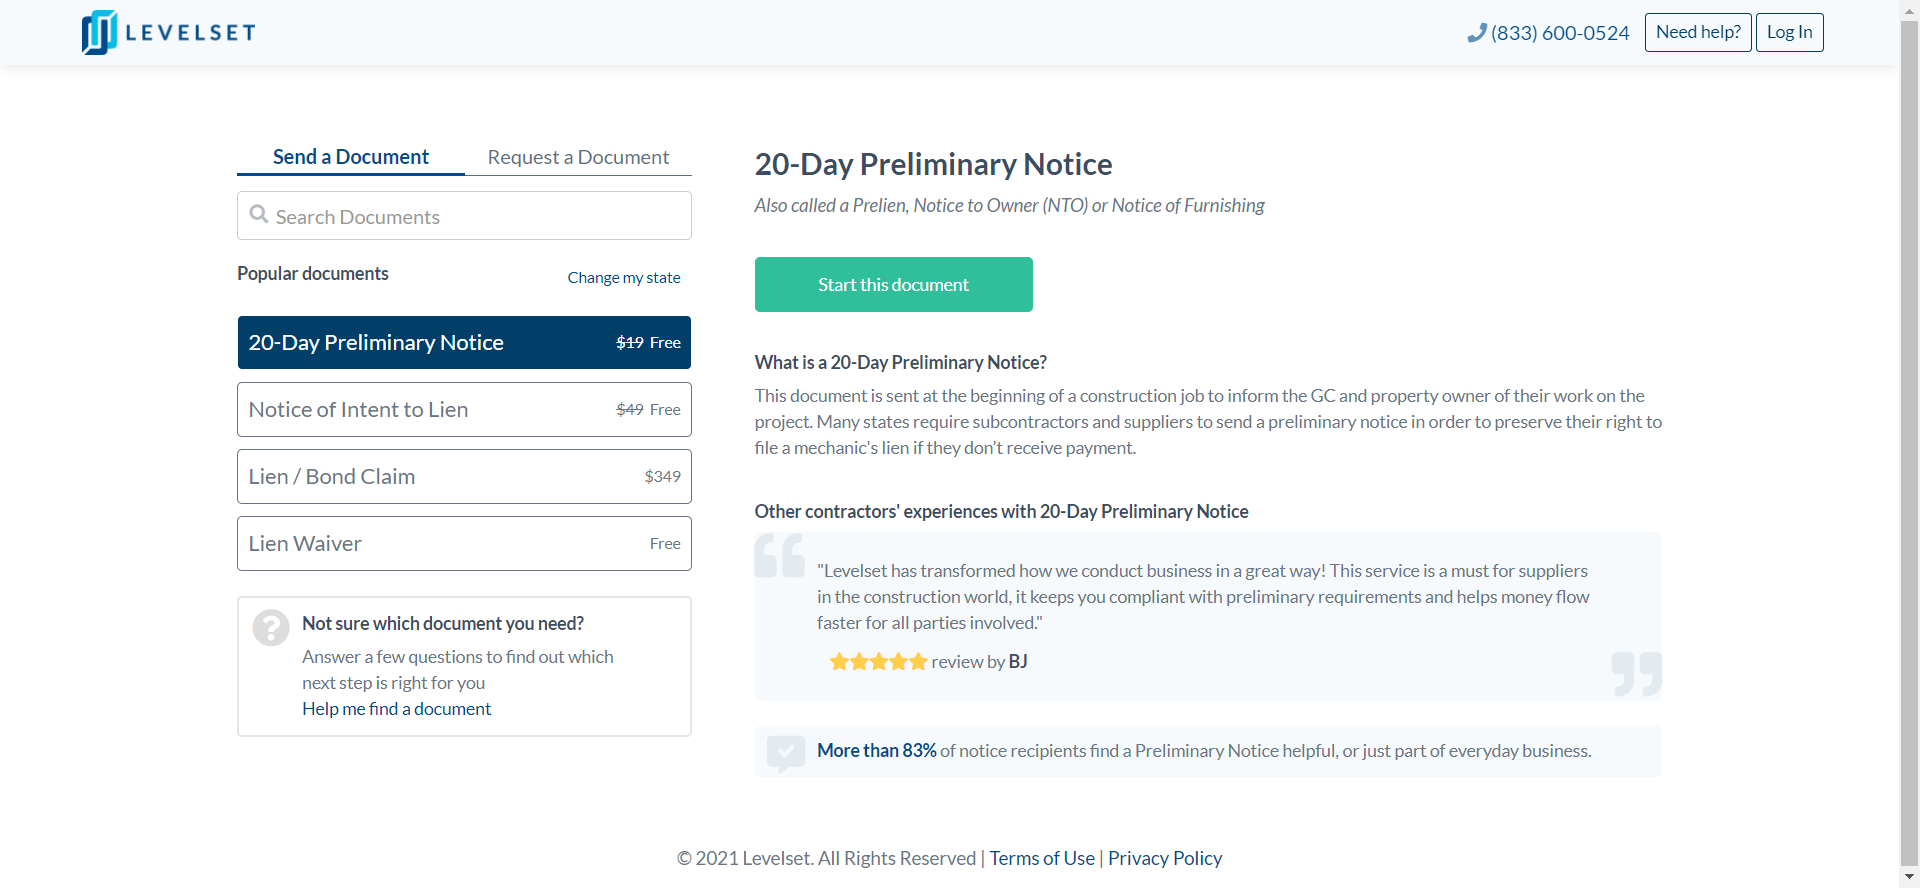 LEVELSET
(833) 600-0524
Need help?
Log In
Send a Document
Request a Document
Search Documents
Popular documents
Change my state
20-Day Preliminary Notice
$19 Free
Notice of Intent to Lien
$49 Free
Lien / Bond Claim
$349
Lien Waiver
Free
Not sure which document you need?
Answer a few questions to find out which
next step is right for you
Help me find a document
20-Day Preliminary Notice
Also called a Prelien, Notice to Owner (NTO) or Notice of Furnishing
Start this document
What is a 20-Day Preliminary Notice?
This document is sent at the beginning of a construction job to inform the GC and property owner of their work on the
project. Many states require subcontractors and suppliers to send a preliminary notice in order to preserve their right to
file a mechanic's lien if they don’t receive payment.
Other contractors' experiences with 20-Day Preliminary Notice
"Levelset has transformed how we conduct business in a great way! This service is a must for suppliers
in the construction world, it keeps you compliant with preliminary requirements and helps money flow
faster for all parties involved."
review by BJ
More than 83% of notice recipients find a Preliminary Notice helpful, or just part of everyday business.
© 2021 Levelset. All Rights Reserved | Terms of Use | Privacy Policy